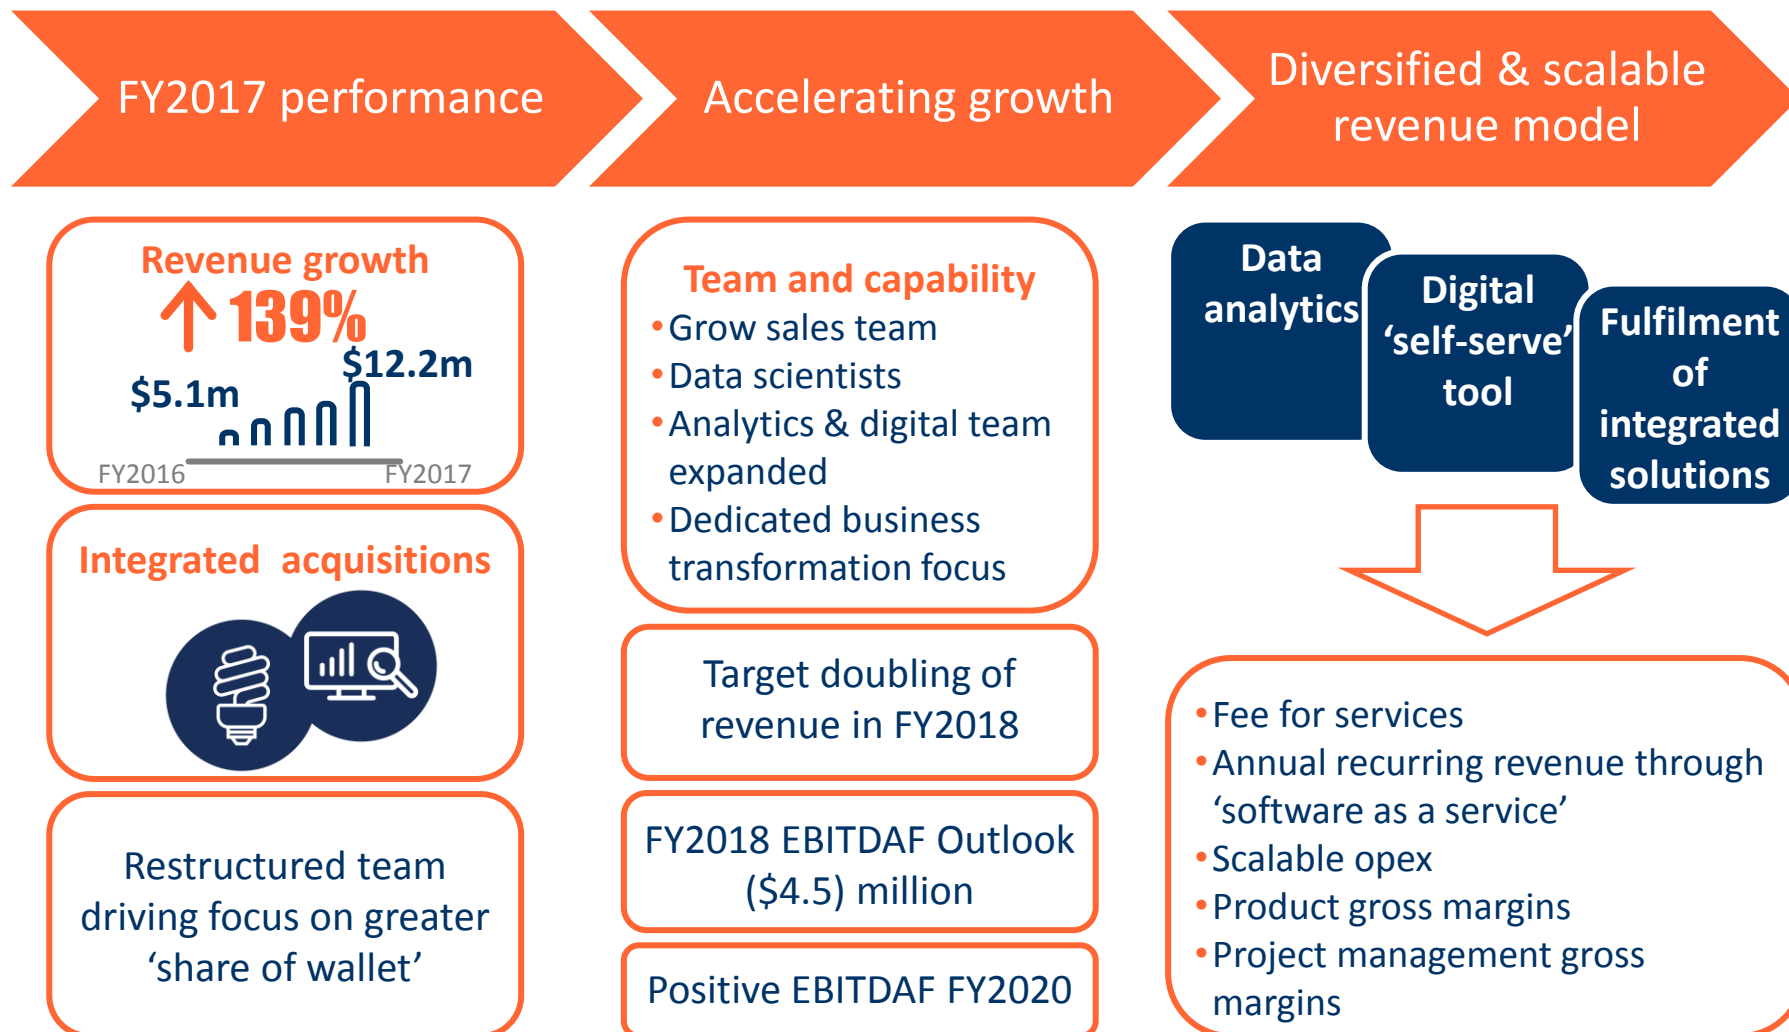 FY2017 performance
Accelerating growth
Diversified & scalable
revenue model
Revenue growth
139%
$12.2m
$5.1m
FY2016
FY2017
Integrated acquisitions
Restructured team
driving focus on greater
‘share of wallet’
Team and capability
•Grow sales team
•Data scientists
•Analytics & digital team
expanded
•Dedicated business
transformation focus
Target doubling of
revenue in FY2018
FY2018 EBITDAF Outlook
($4.5) million
Positive EBITDAF FY2020
Data
analytics
Digital
‘self-serve’
tool
Fulfilment
of
integrated
solutions
•Fee for services
•Annual recurring revenue through
‘software as a service’
•Scalable opex
•Product gross margins
•Project management gross
margins